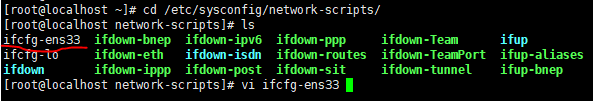 [root@localhost ~]# cd /etc/sysconfig/network-scripts/
[root@localhost network-scripts]# ls
ifcfg-ens33 ifdown-bnep ifdown-ipv6 ifdown-ppp ifdown-Team ifup
ifcfg-lo ifdown-eth ifdown-isdn ifdown-routes ifdown-TeamPort ifup-aliases
ifdown ifdown-ippp ifdown-post ifdown-sit ifdown-tunnel ifup-bnep
[root@localhost network-scripts]# vi ifcfg-ens33